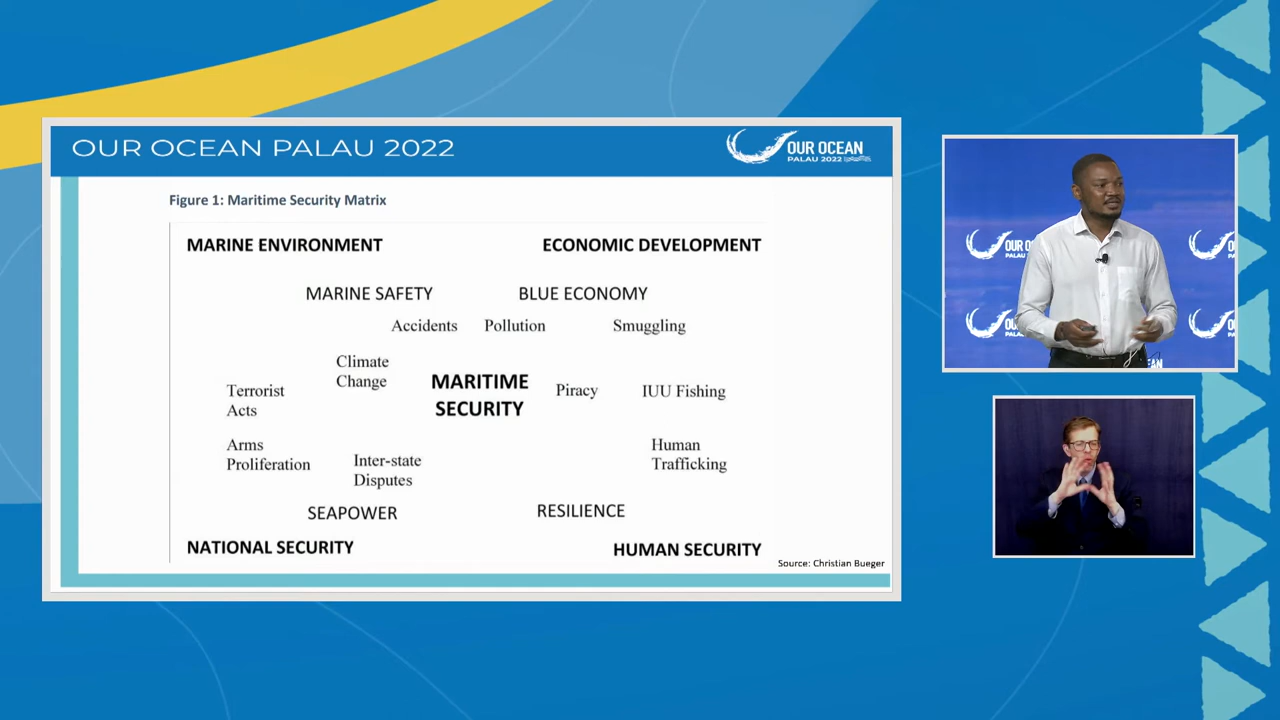 OUR OCEAN PALAU 2022
OUR OCEAN
PALAU 2022
Figure 1: Maritime Security Matrix
MARINE ENVIRONMENT
ECONOMIC DEVELOPMENT
MARINE SAFETY
BLUE ECONOMY
Accidents
Pollution
Smuggling
Climate
Change
Terrorist
Acts
MARITIME
SECURITY
Piracy
IUU Fishing
Arms
Proliferation
Inter-state
Disputes
Human
Trafficking
SEAPOWER
RESILIENCE
NATIONAL SECURITY
HUMAN SECURITY
Source: Christian Bueger